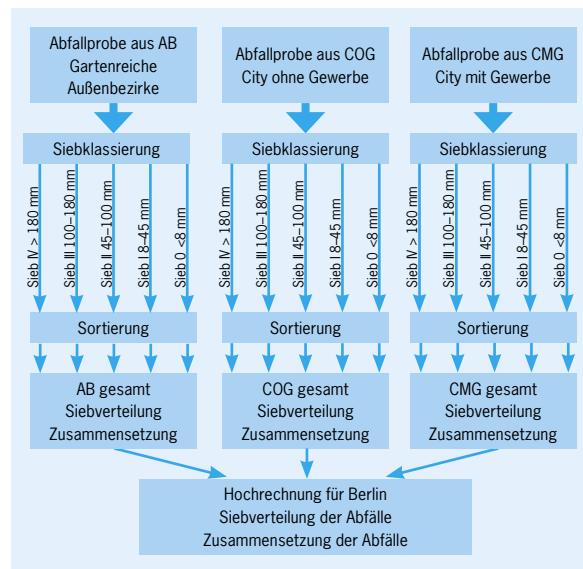 Abfallprobe aus AB
Gartenreiche
Außenbezirke
Abfallprobe aus COG
City ohne Gewerbe
Abfallprobe aus CMG
City mit Gewerbe
Siebklassierung
Siebklassierung
Siebklassierung
Sieb IV > 180 mm
Sieb III 100–180 mm
Sieb II 45–100 mm
Sieb I 8–45 mm
Sieb 0 <8 mm
Sieb IV > 180 mm
Sieb III 100–180 mm
Sieb II 45–100 mm
Sieb I 8–45 mm
Sieb 0 <8 mm
Sieb IV > 180 mm
Sieb III 100–180 mm
Sieb II 45–100 mm
Sieb I 8–45 mm
Sieb 0 <8 mm
Sortierung
Sortierung
Sortierung
AB gesamt
Siebverteilung
Zusammensetzung
COG gesamt
Siebverteilung
Zusammensetzung
CMG gesamt
Siebverteilung
Zusammensetzung
Hochrechnung für Berlin
Siebverteilung der Abfälle
Zusammensetzung der Abfälle